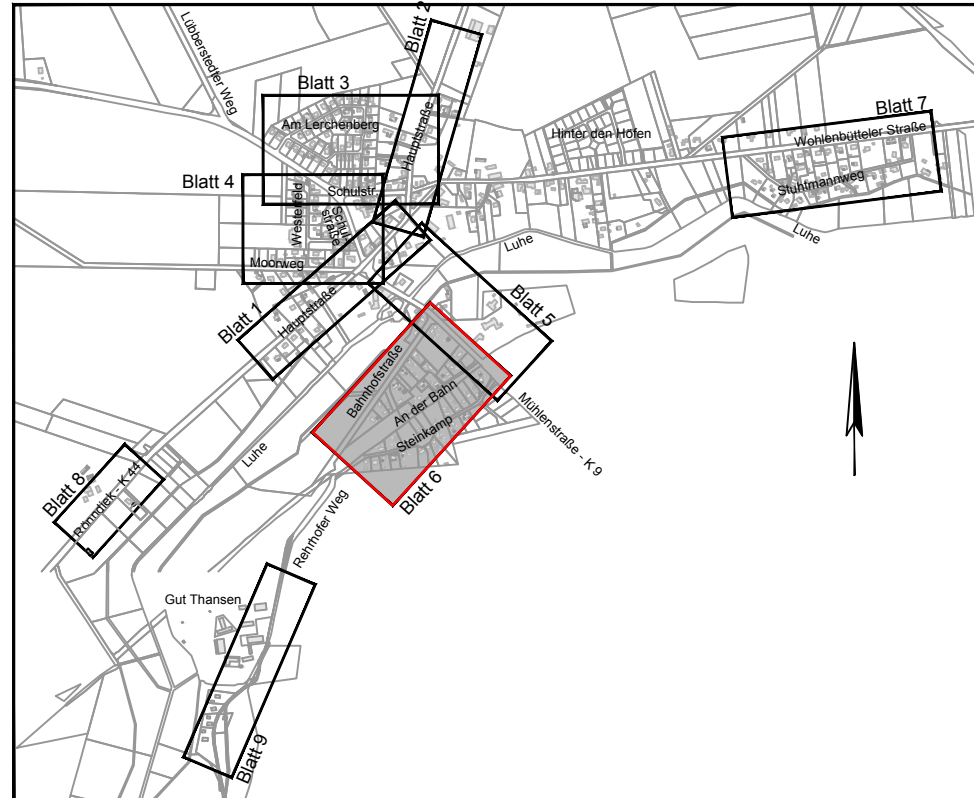 Blatt 2
Lübberstedter Weg
Blatt 3
Am Lerchenberg
Hauptstraße
Hinter den Höfen
Blatt 7
Wohlenbütteler Straße
Stuhtmannweg
Luhe
Blatt 4
Schulstr.
Westerfeld
Schul-
straße
Moorweg
Luhe
Blatt 1
Hauptstraße
Blatt 5
Bahnhofstraße
An der Bahn
Steinkamp
Mühlenstraße - K 9
Blatt 6
Luhe
Blatt 8
Rönndiek - K 44
Rehrhofer Weg
Gut Thansen
Blatt 9